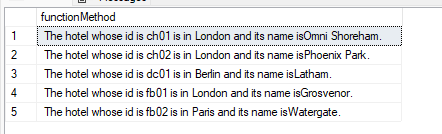 Messages
functionMethod
1 The hotel whose id is ch01 is in London and its name isOmni Shoreham.
2 The hotel whose id is ch02 is in London and its name isPhoenix Park.
3 The hotel whose id is dc01 is in Berlin and its name isLatham.
4 The hotel whose id is fb01 is in London and its name isGrosvenor.
5 The hotel whose id is fb02 is in Paris and its name isWatergate.